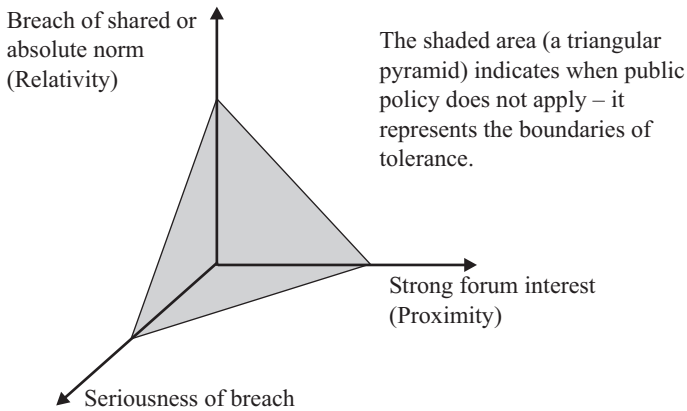 Breach of shared or
absolute norm
(Relativity)
The shaded area (a triangular
pyramid) indicates when public
policy does not apply – it
represents the boundaries of
tolerance.
Strong forum interest
(Proximity)
Seriousness of breach